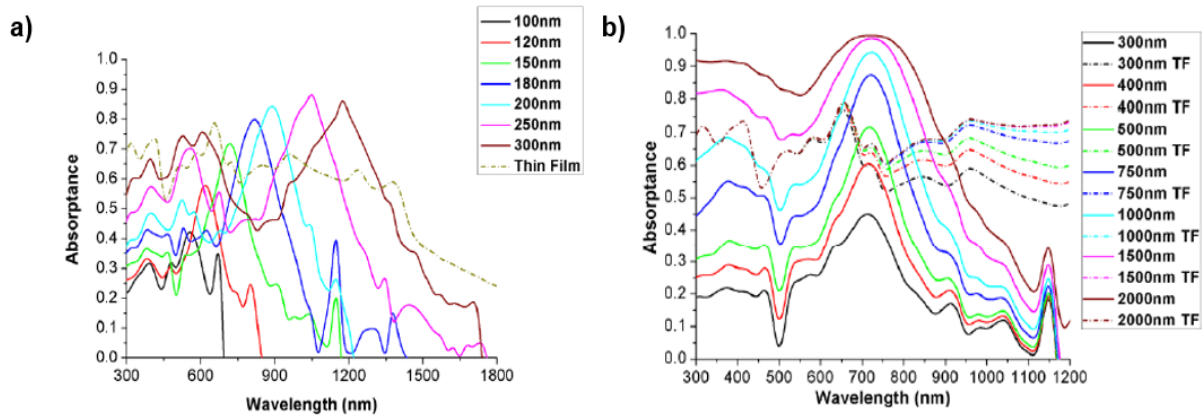 a)
100nm
120nm
150nm
180nm
200nm
250nm
300nm
Thin Film
1.0
0.9
0.8
0.7
0.6
0.5
0.4
0.3
0.2
0.1
0.0
Absorptance
300 600 900 1200 1500 1800
Wavelength (nm)
b)
300nm
300nm TF
400nm
400nm TF
500nm
500nm TF
750nm
750nm TF
1000nm
1000nm TF
1500nm
1500nm TF
2000nm
2000nm TF
1.0
0.9
0.8
0.7
0.6
0.5
0.4
0.3
0.2
0.1
0.0
Absorptance
300 400 500 600 700 800 900 1000 1100 1200
Wavelength (nm)